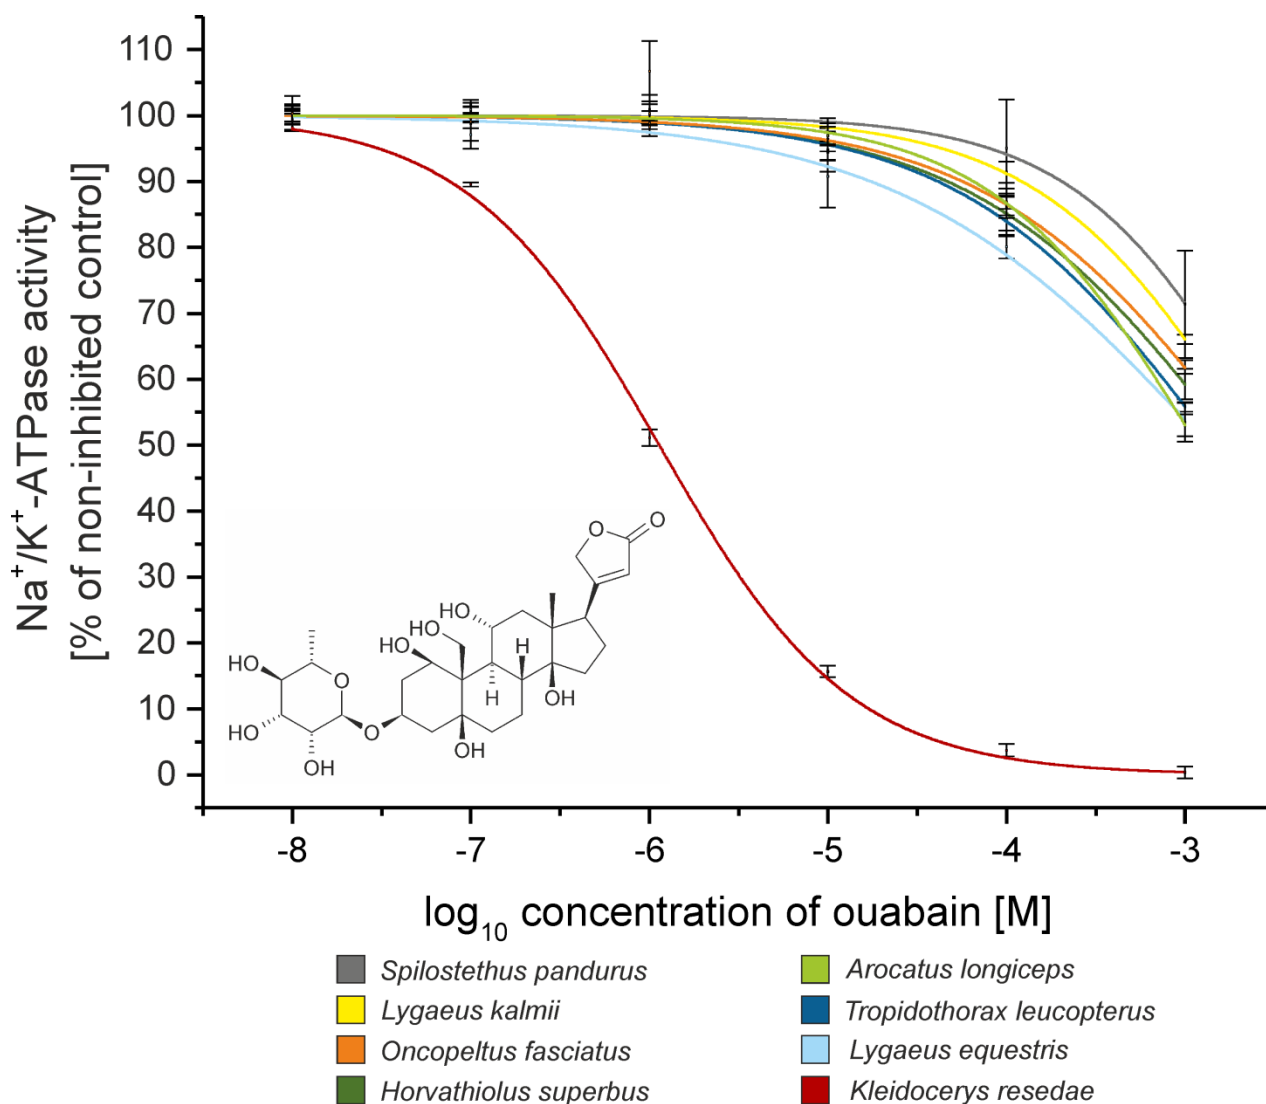 Na⁺/K⁺-ATPase activity
[% of non-inhibited control]
110
100
90
80
70
60
50
40
30
20
10
0
O
O
HO
HO
HO
H
H
OH
OH
O
HO
O
HO
OH
-8
-7
-6
-5
-4
-3
log₁₀ concentration of ouabain [M]
Spilostethus pandurus
Lygaeus kalmii
Oncopeltus fasciatus
Horvathiolus superbus
Arocatus longiceps
Tropidothorax leucopterus
Lygaeus equestris
Kleidocerys resedae